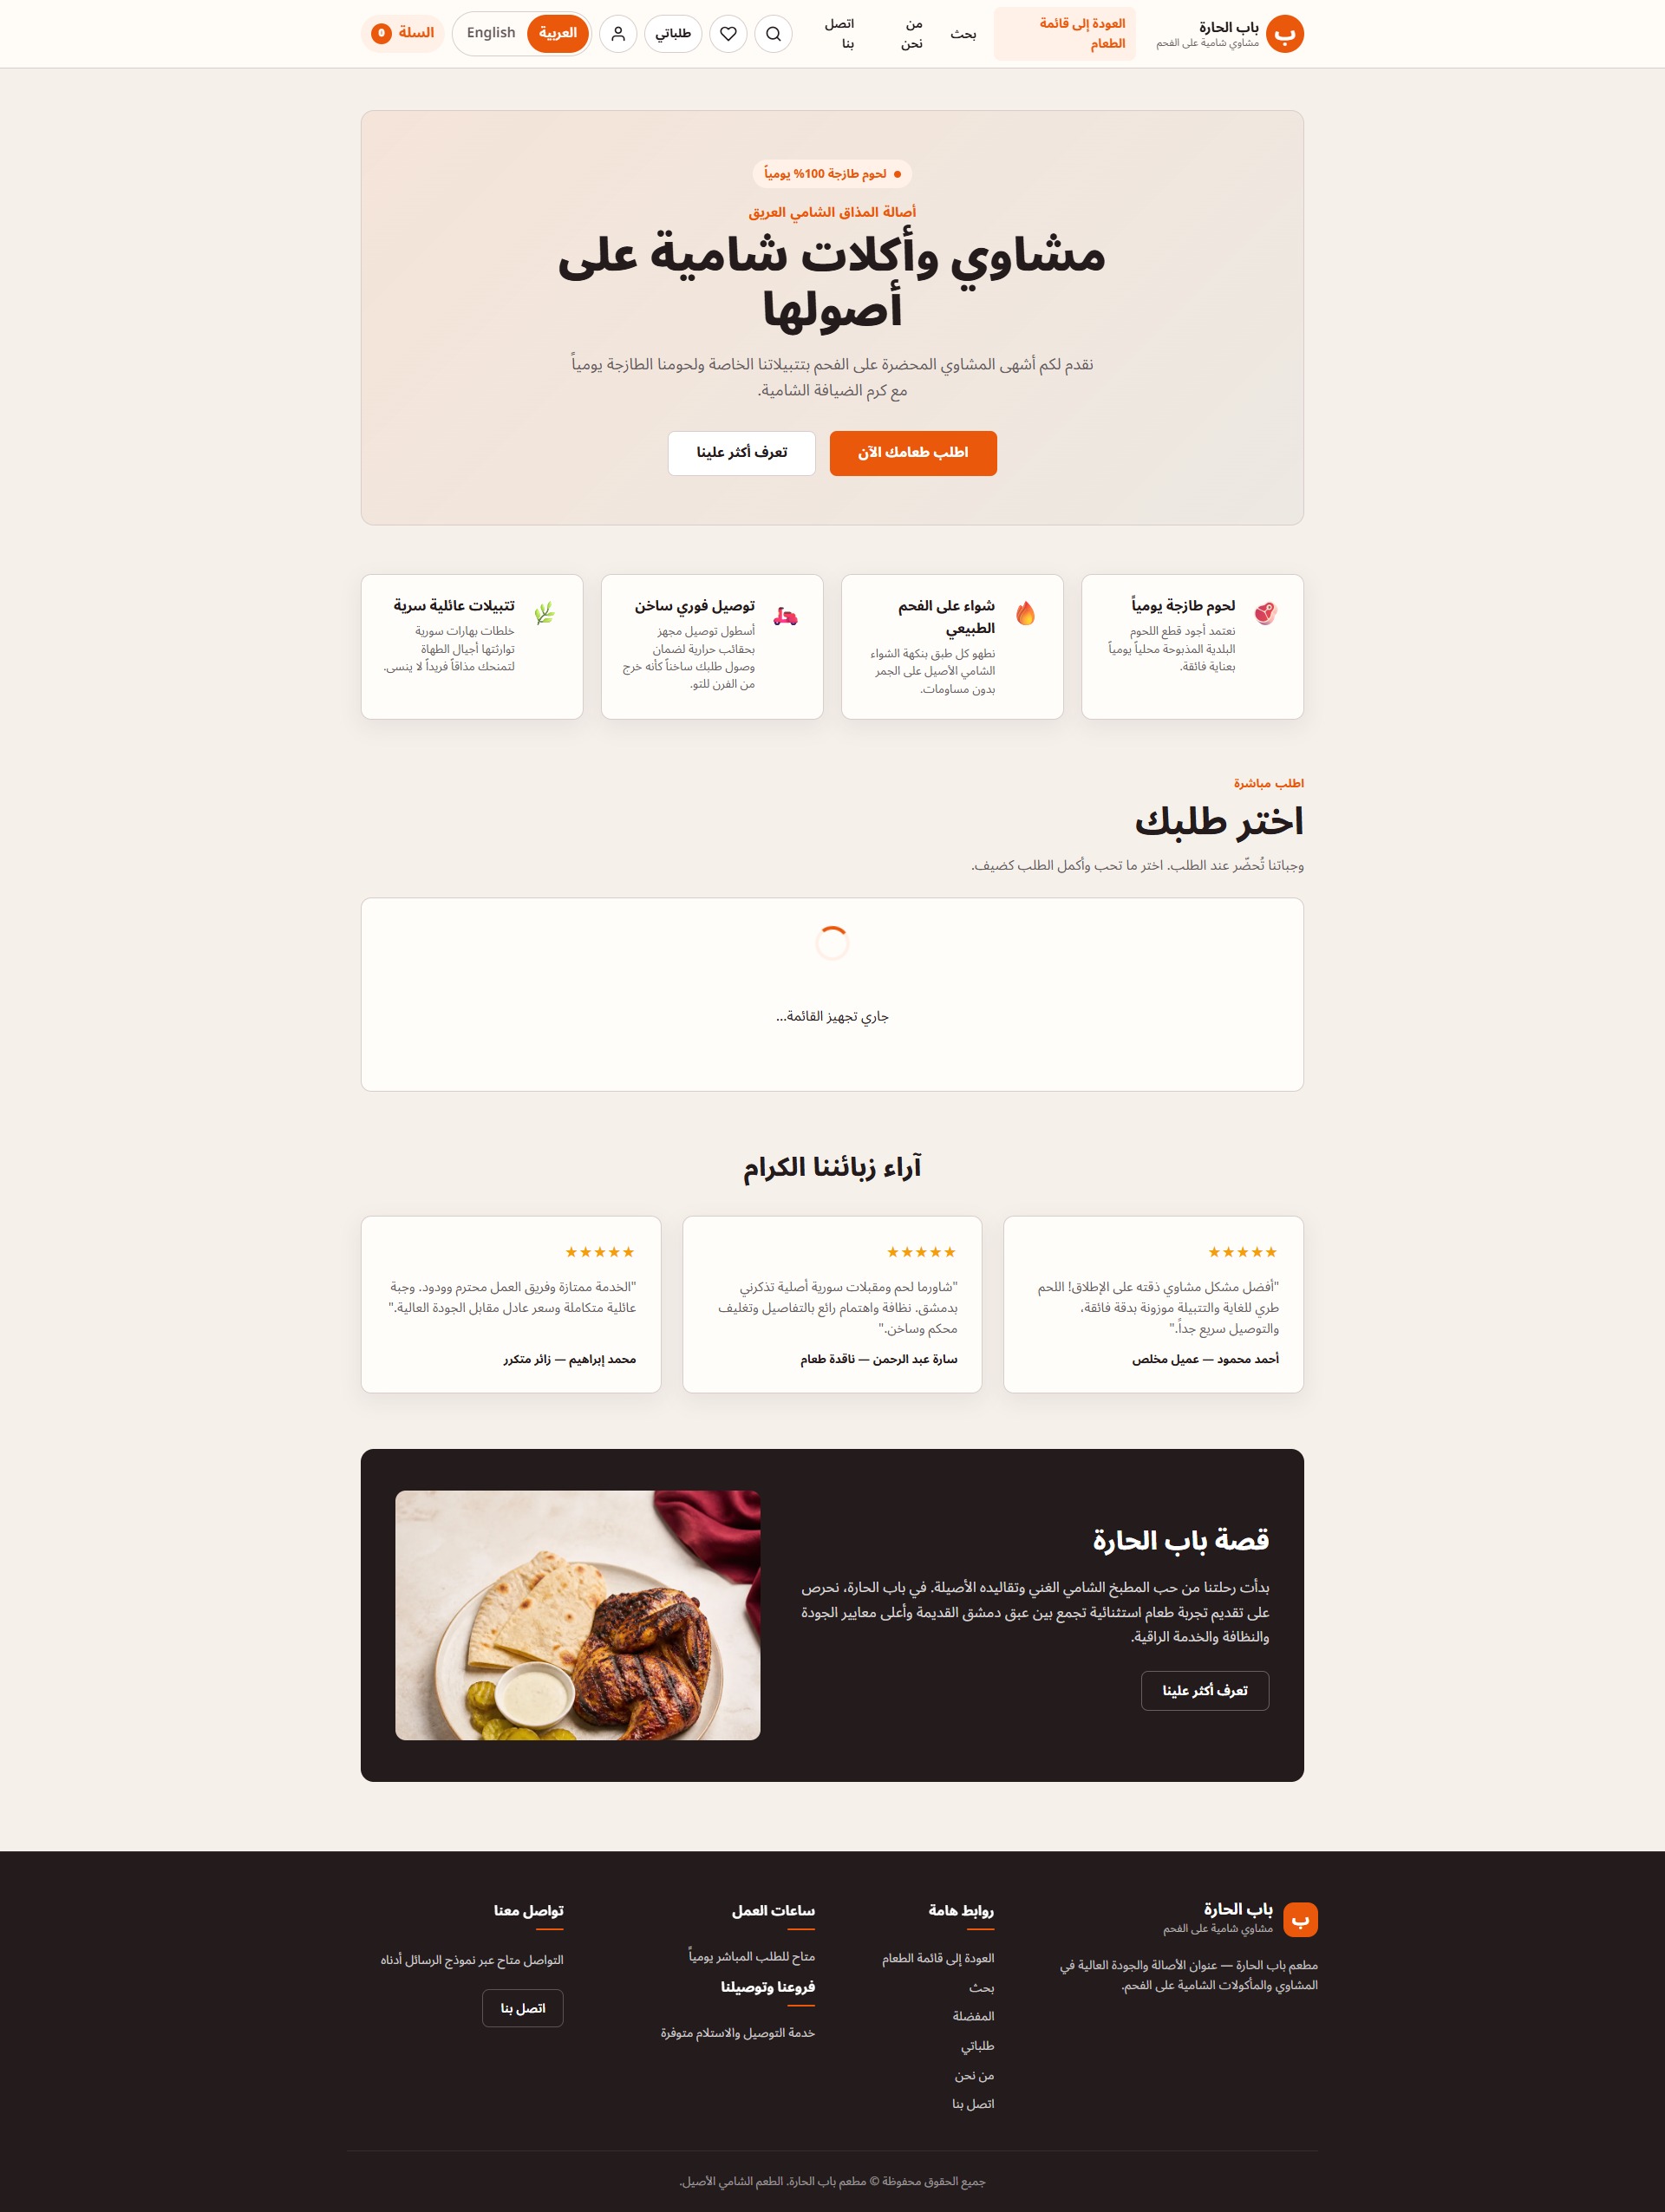 ب
باب الحارة
مشاوي شامية على الفحم
العودة إلى قائمة
الطعام
بحث
من
نحن
اتصل
بنا
طلباتي
العربية
English
السلة
0
لحوم طازجة 100% يومياً
أصالة المذاق الشامي العريق
مشاوي وأكلات شامية على
أصولها
نقدم لكم أشهى المشاوي المحضرة على الفحم بتتبيلاتنا الخاصة ولحومنا الطازجة يومياً
مع كرم الضيافة الشامية.
اطلب طعامك الآن
تعرف أكثر علينا
لحوم طازجة يومياً
نعتمد أجود قطع اللحوم
البلدية المذبوحة محلياً يومياً
بعناية فائقة.
شواء على الفحم
الطبيعي
نطهو كل طبق بنكهة الشواء
الشامي الأصيل على الجمر
بدون مساومات.
توصيل فوري ساخن
أسطول توصيل مجهز
بحقائب حرارية لضمان
وصول طلبك ساخناً كأنه خرج
من الفرن للتو.
تتبيلات عائلية سرية
خلطات بهارات سورية
توارثتها أجيال الطهاة
لتمنحك مذاقاً فريداً لا ينسى.
اطلب مباشرة
اختر طلبك
وجباتنا تُحضّر عند الطلب. اختر ما تحب وأكمل الطلب كضيف.
جاري تجهيز القائمة...
آراء زبائننا الكرام
★★★★★
"أفضل مشكل مشاوي ذقته على الإطلاق! اللحم
طري للغاية والتتبيلة موزونة بدقة فائقة،
والتوصيل سريع جداً."
أحمد محمود — عميل مخلص
★★★★★
"شاورما لحم ومقبلات سورية أصلية تذكرني
بدمشق. نظافة واهتمام رائع بالتفاصيل وتغليف
محكم وساخن."
سارة عبد الرحمن — ناقدة طعام
★★★★★
"الخدمة ممتازة وفريق العمل محترم وودود. وجبة
عائلية متكاملة وسعر عادل مقابل الجودة العالية."
محمد إبراهيم — زائر متكرر
قصة باب الحارة
بدأت رحلتنا من حب المطبخ الشامي الغني وتقاليده الأصيلة. في باب الحارة، نحرص
على تقديم تجربة طعام استثنائية تجمع بين عبق دمشق القديمة وأعلى معايير الجودة
والنظافة والخدمة الراقية.
تعرف أكثر علينا
ب
باب الحارة
مشاوي شامية على الفحم
مطعم باب الحارة — عنوان الأصالة والجودة العالية في
المشاوي والمأكولات الشامية على الفحم.
روابط هامة
العودة إلى قائمة الطعام
بحث
المفضلة
طلباتي
من نحن
اتصل بنا
ساعات العمل
متاح للطلب المباشر يومياً
فروعنا وتوصيلنا
خدمة التوصيل والاستلام متوفرة
تواصل معنا
التواصل متاح عبر نموذج الرسائل أدناه
اتصل بنا
جميع الحقوق محفوظة © مطعم باب الحارة. الطعم الشامي الأصيل.